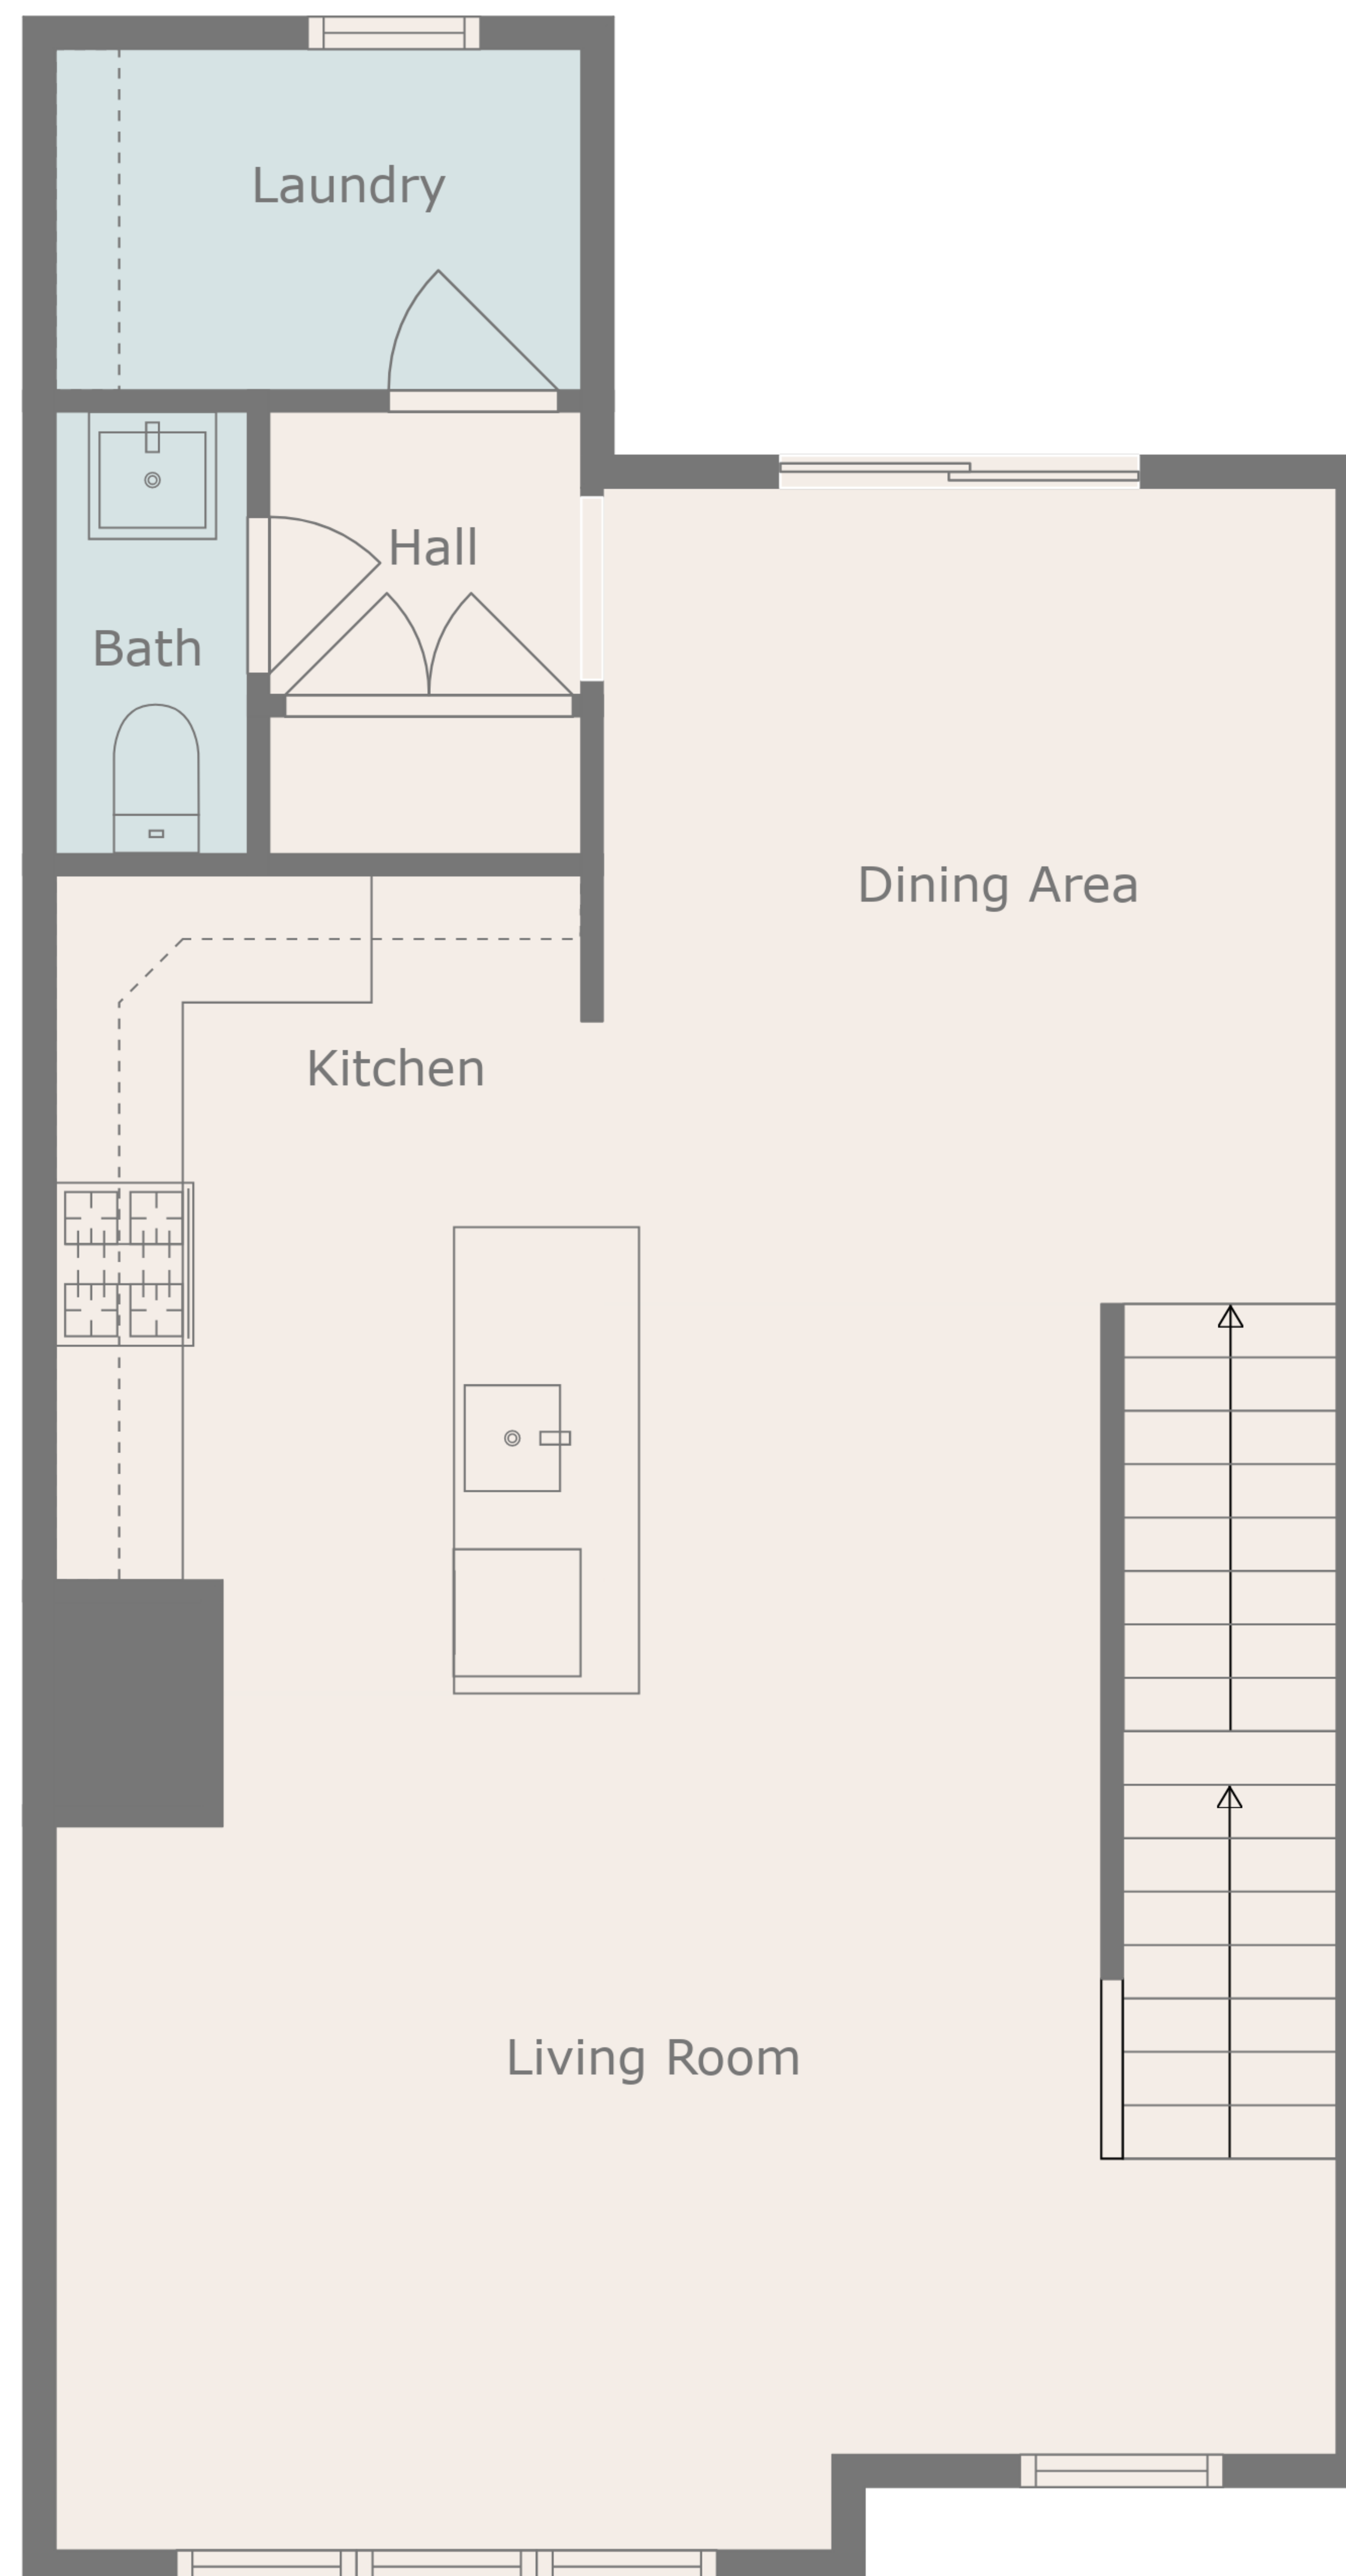 Laundry
Hall
Bath
Dining Area
Kitchen
Living Room